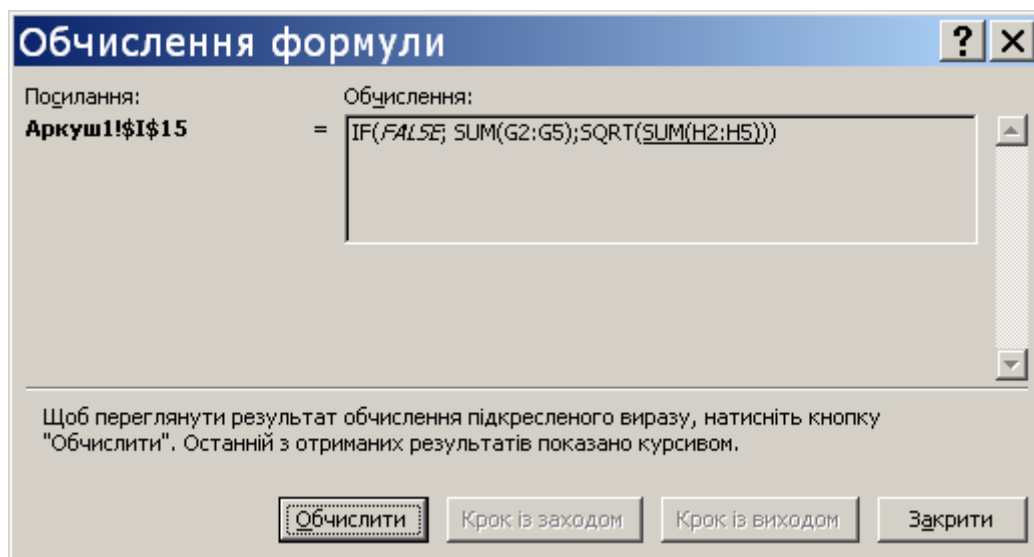 Обчислення формули
Посилання:
Обчислення:
Аркуш1!$I$15
=
IF(FALSE; SUM(G2:G5);SQRT(SUM(H2:H5)))
Щоб переглянути результат обчислення підкресленого виразу, натисніть кнопку
"Обчислити". Останній з отриманих результатів показано курсивом.
Обчислити
Крок із заходом
Крок із виходом
Закрити